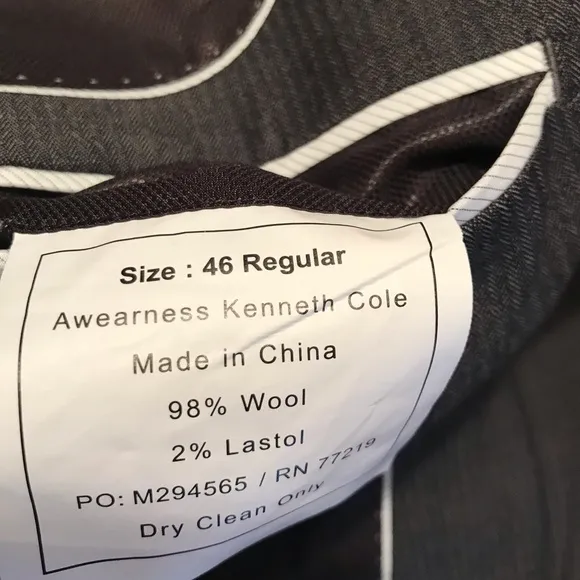 Size : 46 Regular
Awearness Kenneth Cole
Made in China
98% Wool
2% Lastol
PO: M294565 / RN 77219
Dry Clean Only